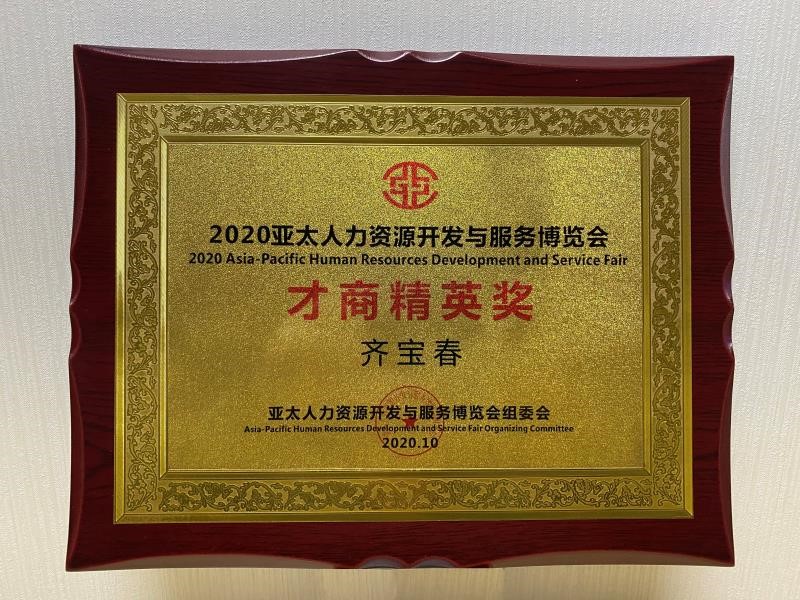 2020亚太人力资源开发与服务博览会
2020 Asia-Pacific Human Resources Development and Service Fair
才商精英奖
齐宝春
亚太人力资源开发与服务博览会组委会
Asia-Pacific Human Resources Development and Service Fair Organizing Committee
2020.10